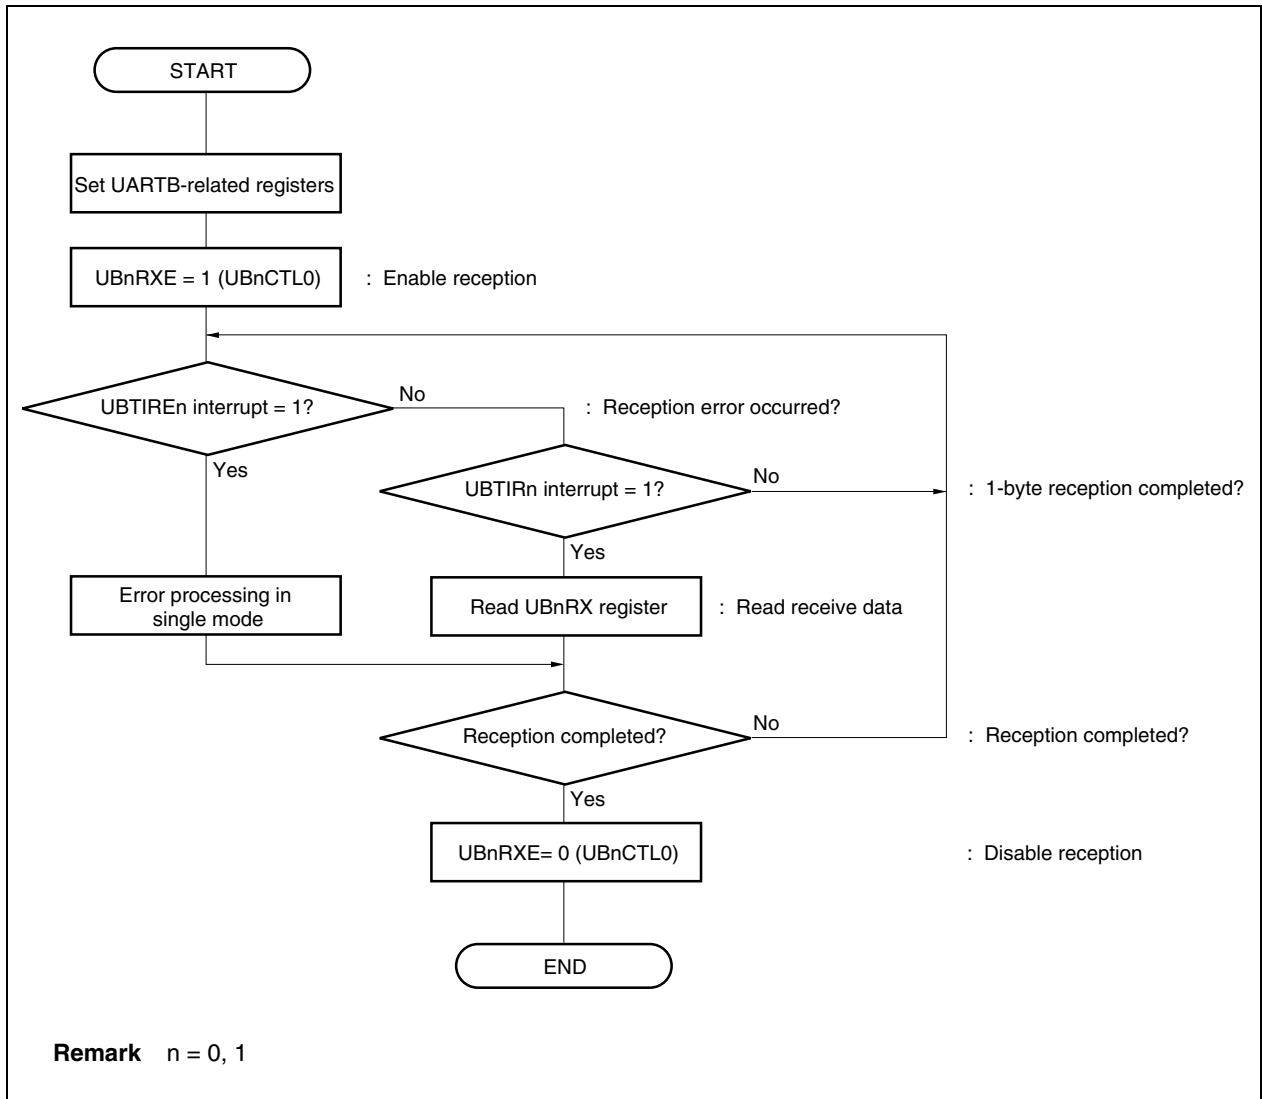 START
Set UARTB-related registers
UBnRXE = 1 (UBnCTL0)
: Enable reception
UBTIREn interrupt = 1?
No
: Reception error occurred?
Yes
UBTIRn interrupt = 1?
No
: 1-byte reception completed?
Yes
Error processing in
single mode
Read UBnRX register
: Read receive data
Reception completed?
No
: Reception completed?
Yes
UBnRXE= 0 (UBnCTL0)
: Disable reception
END
Remark n = 0, 1